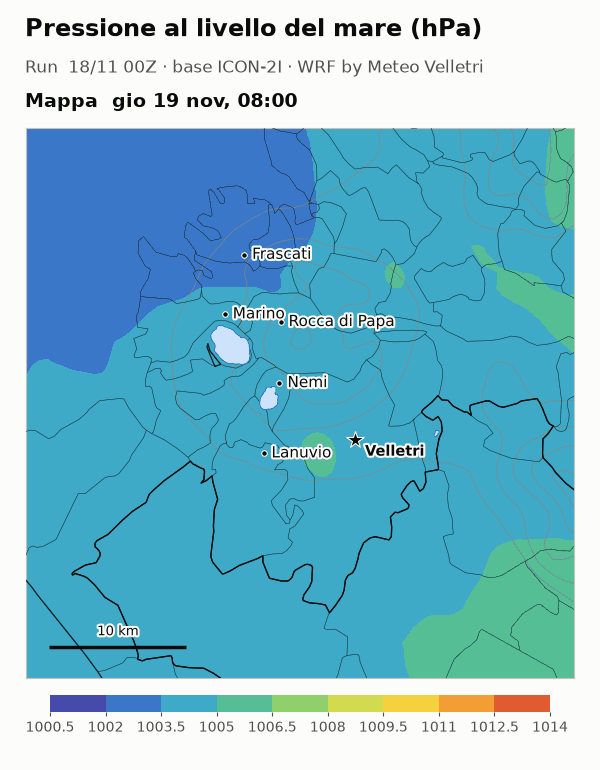 Pressione al livello del mare (hPa)
Run  18/11 00Z · base ICON-2I · WRF by Meteo Velletri
Mappa  gio 19 nov, 08:00
Frascati
Marino
Rocca di Papa
Nemi
Velletri
Lanuvio
10 km
1000.5 1002 1003.5 1005 1006.5 1008 1009.5 1011 1012.5 1014